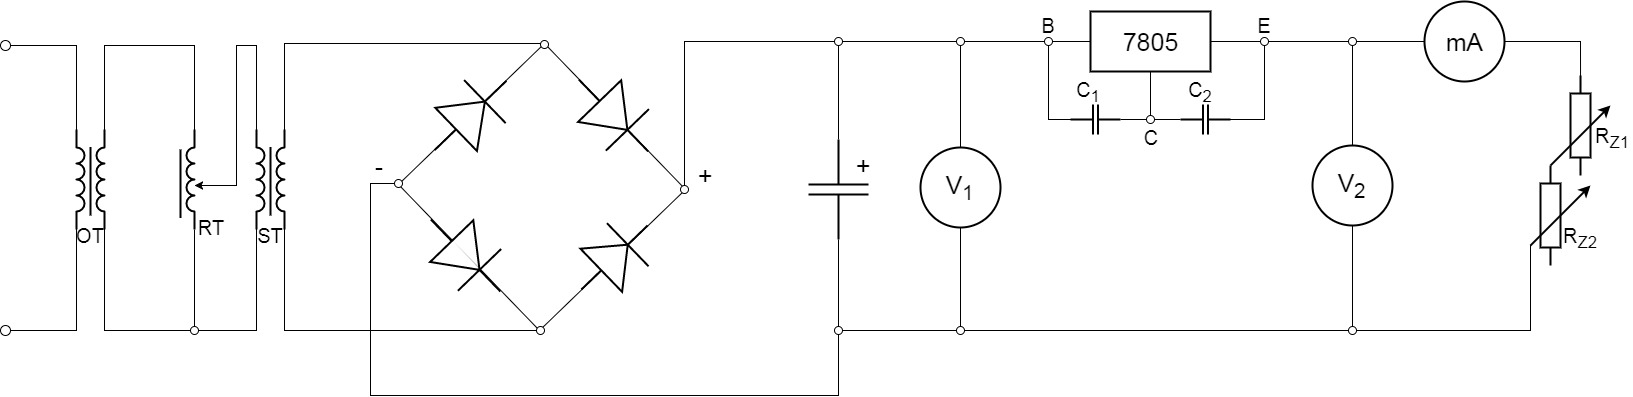 OT
RT
ST
-
+
+
V1
B
7805
E
C1
C2
C
V2
mA
RZ1
RZ2